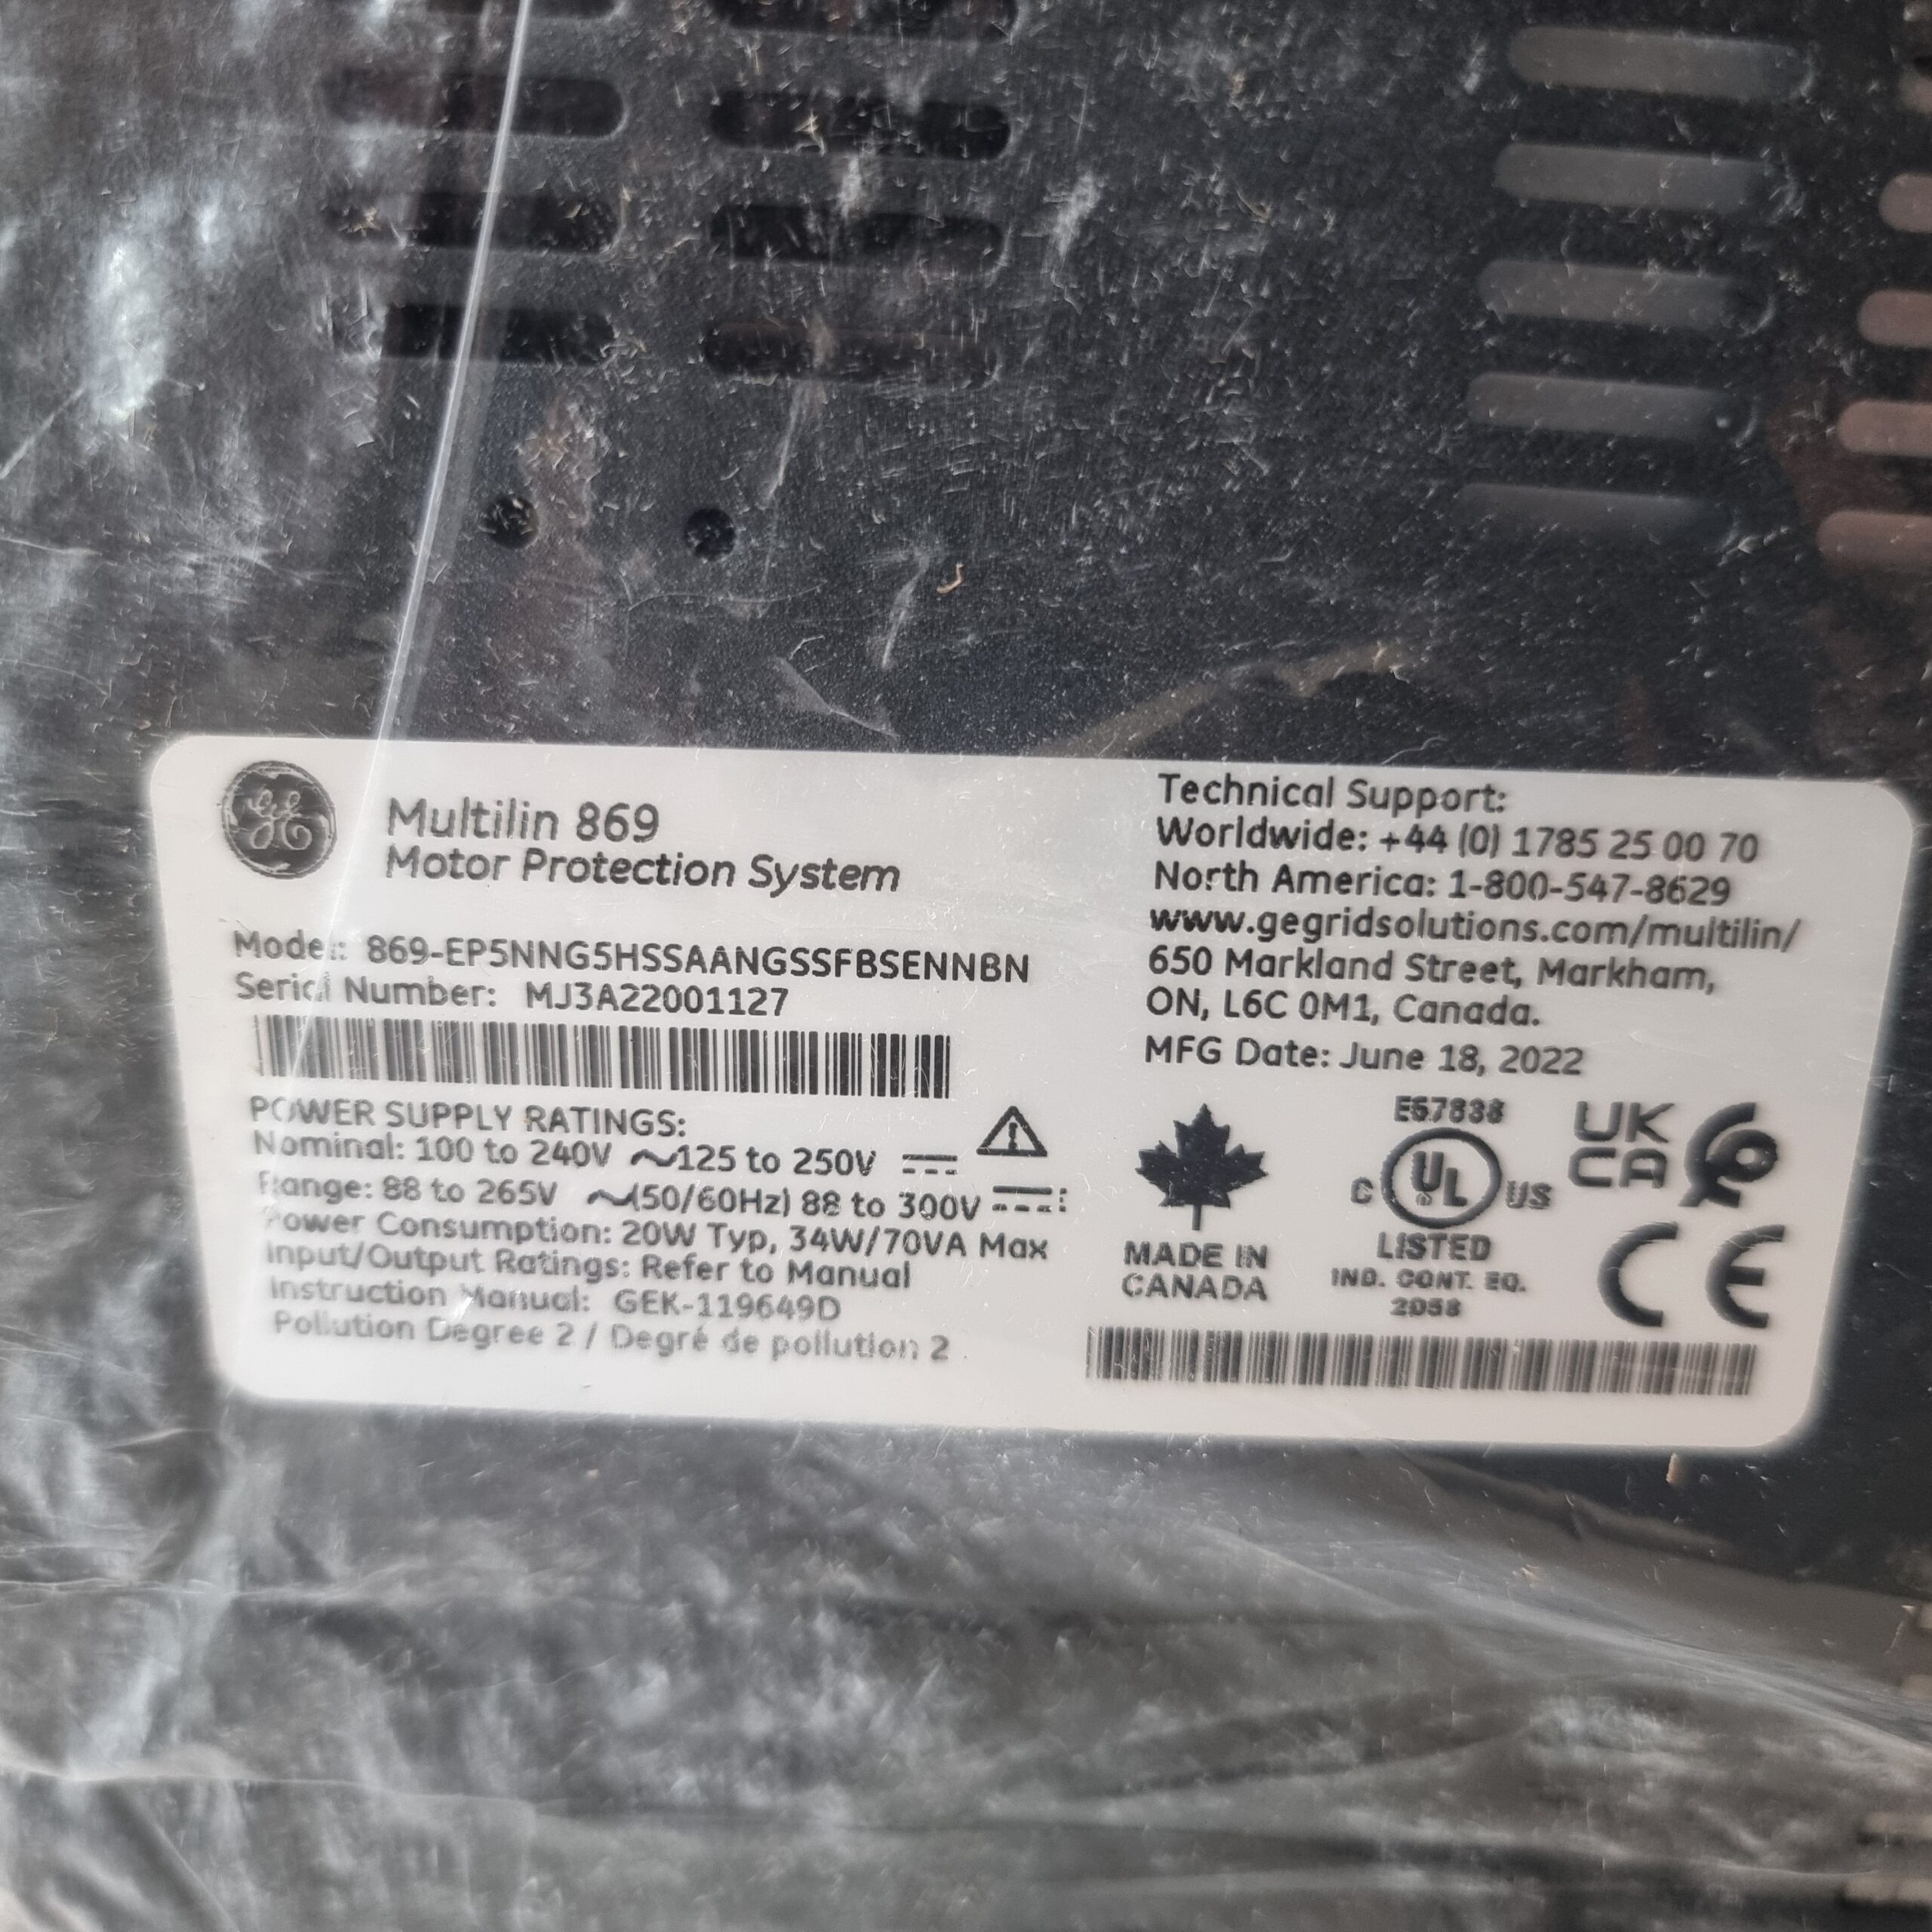 GE
Multilin 869
Motor Protection System
Model: 869-EP5NNG5HSSAANGSSFBSENNBN
Serial Number: MJ3A22001127
POWER SUPPLY RATINGS:
Nominal: 100 to 240V ~125 to 250V ⎓
Range: 88 to 265V ~(50/60Hz) 88 to 300V ⎓
Power Consumption: 20W Typ, 34W/70VA Max
Input/Output Ratings: Refer to Manual
Instruction Manual: GEK-119649D
Pollution Degree 2 / Degré de pollution 2
Technical Support:
Worldwide: +44 (0) 1785 25 00 70
North America: 1-800-547-8629
www.gegridsolutions.com/multilin/
650 Markland Street, Markham,
ON, L6C 0M1, Canada.
MFG Date: June 18, 2022
MADE IN
CANADA
E57838
C UL US
LISTED
IND. CONT. EQ.
2D58
UK
CA
CE